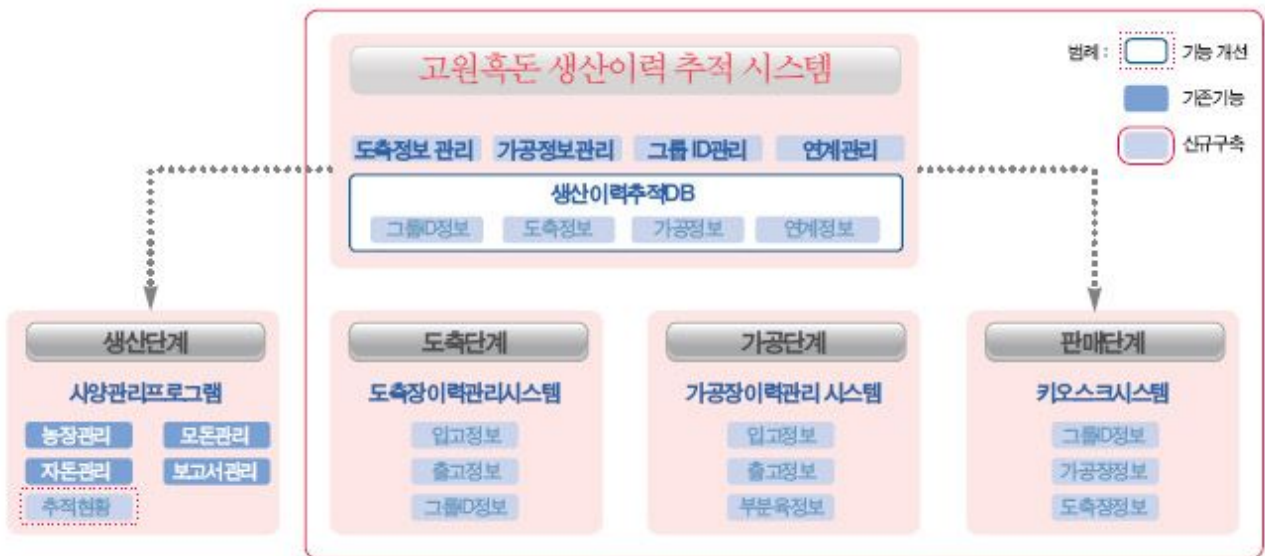 고원흑돈 생산이력 추적 시스템
범례 : 기능 개선
기존기능
신규구축
도축정보 관리 가공정보관리 그룹 ID관리 연계관리
생산이력추적DB
그룹ID정보 도축정보 가공정보 연계정보
생산단계 도축단계 가공단계 판매단계
사양관리프로그램 도축장이력관리시스템 가공장이력관리 시스템 키오스크시스템
농장관리 모돈관리 입고정보 입고정보 그룹ID정보
자돈관리 보고서관리 출고정보 출고정보 가공장정보
추적현황 그룹ID정보 부분육정보 도축장정보